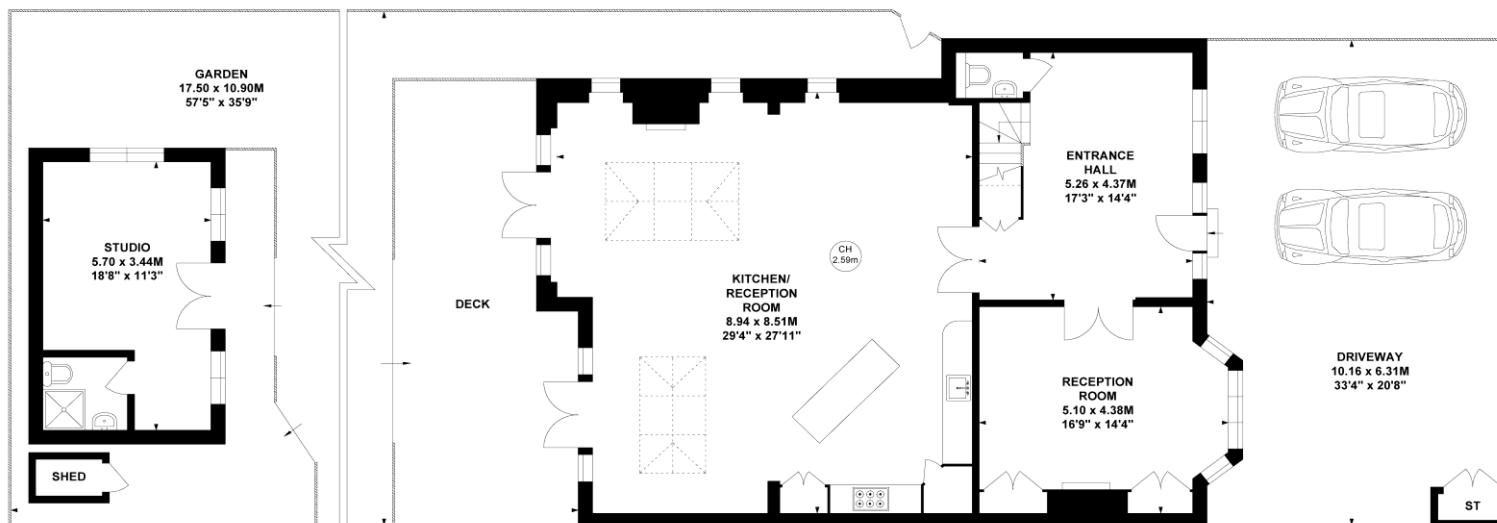 GARDEN
17.50 x 10.90M
57'5" x 35'9"
STUDIO
5.70 x 3.44M
18'8" x 11'3"
SHED
DECK
KITCHEN/
RECEPTION
ROOM
8.94 x 8.51M
29'4" x 27'11"
CH
2.59m
ENTRANCE
HALL
5.26 x 4.37M
17'3" x 14'4"
RECEPTION
ROOM
5.10 x 4.38M
16'9" x 14'4"
DRIVEWAY
10.16 x 6.31M
33'4" x 20'8"
ST